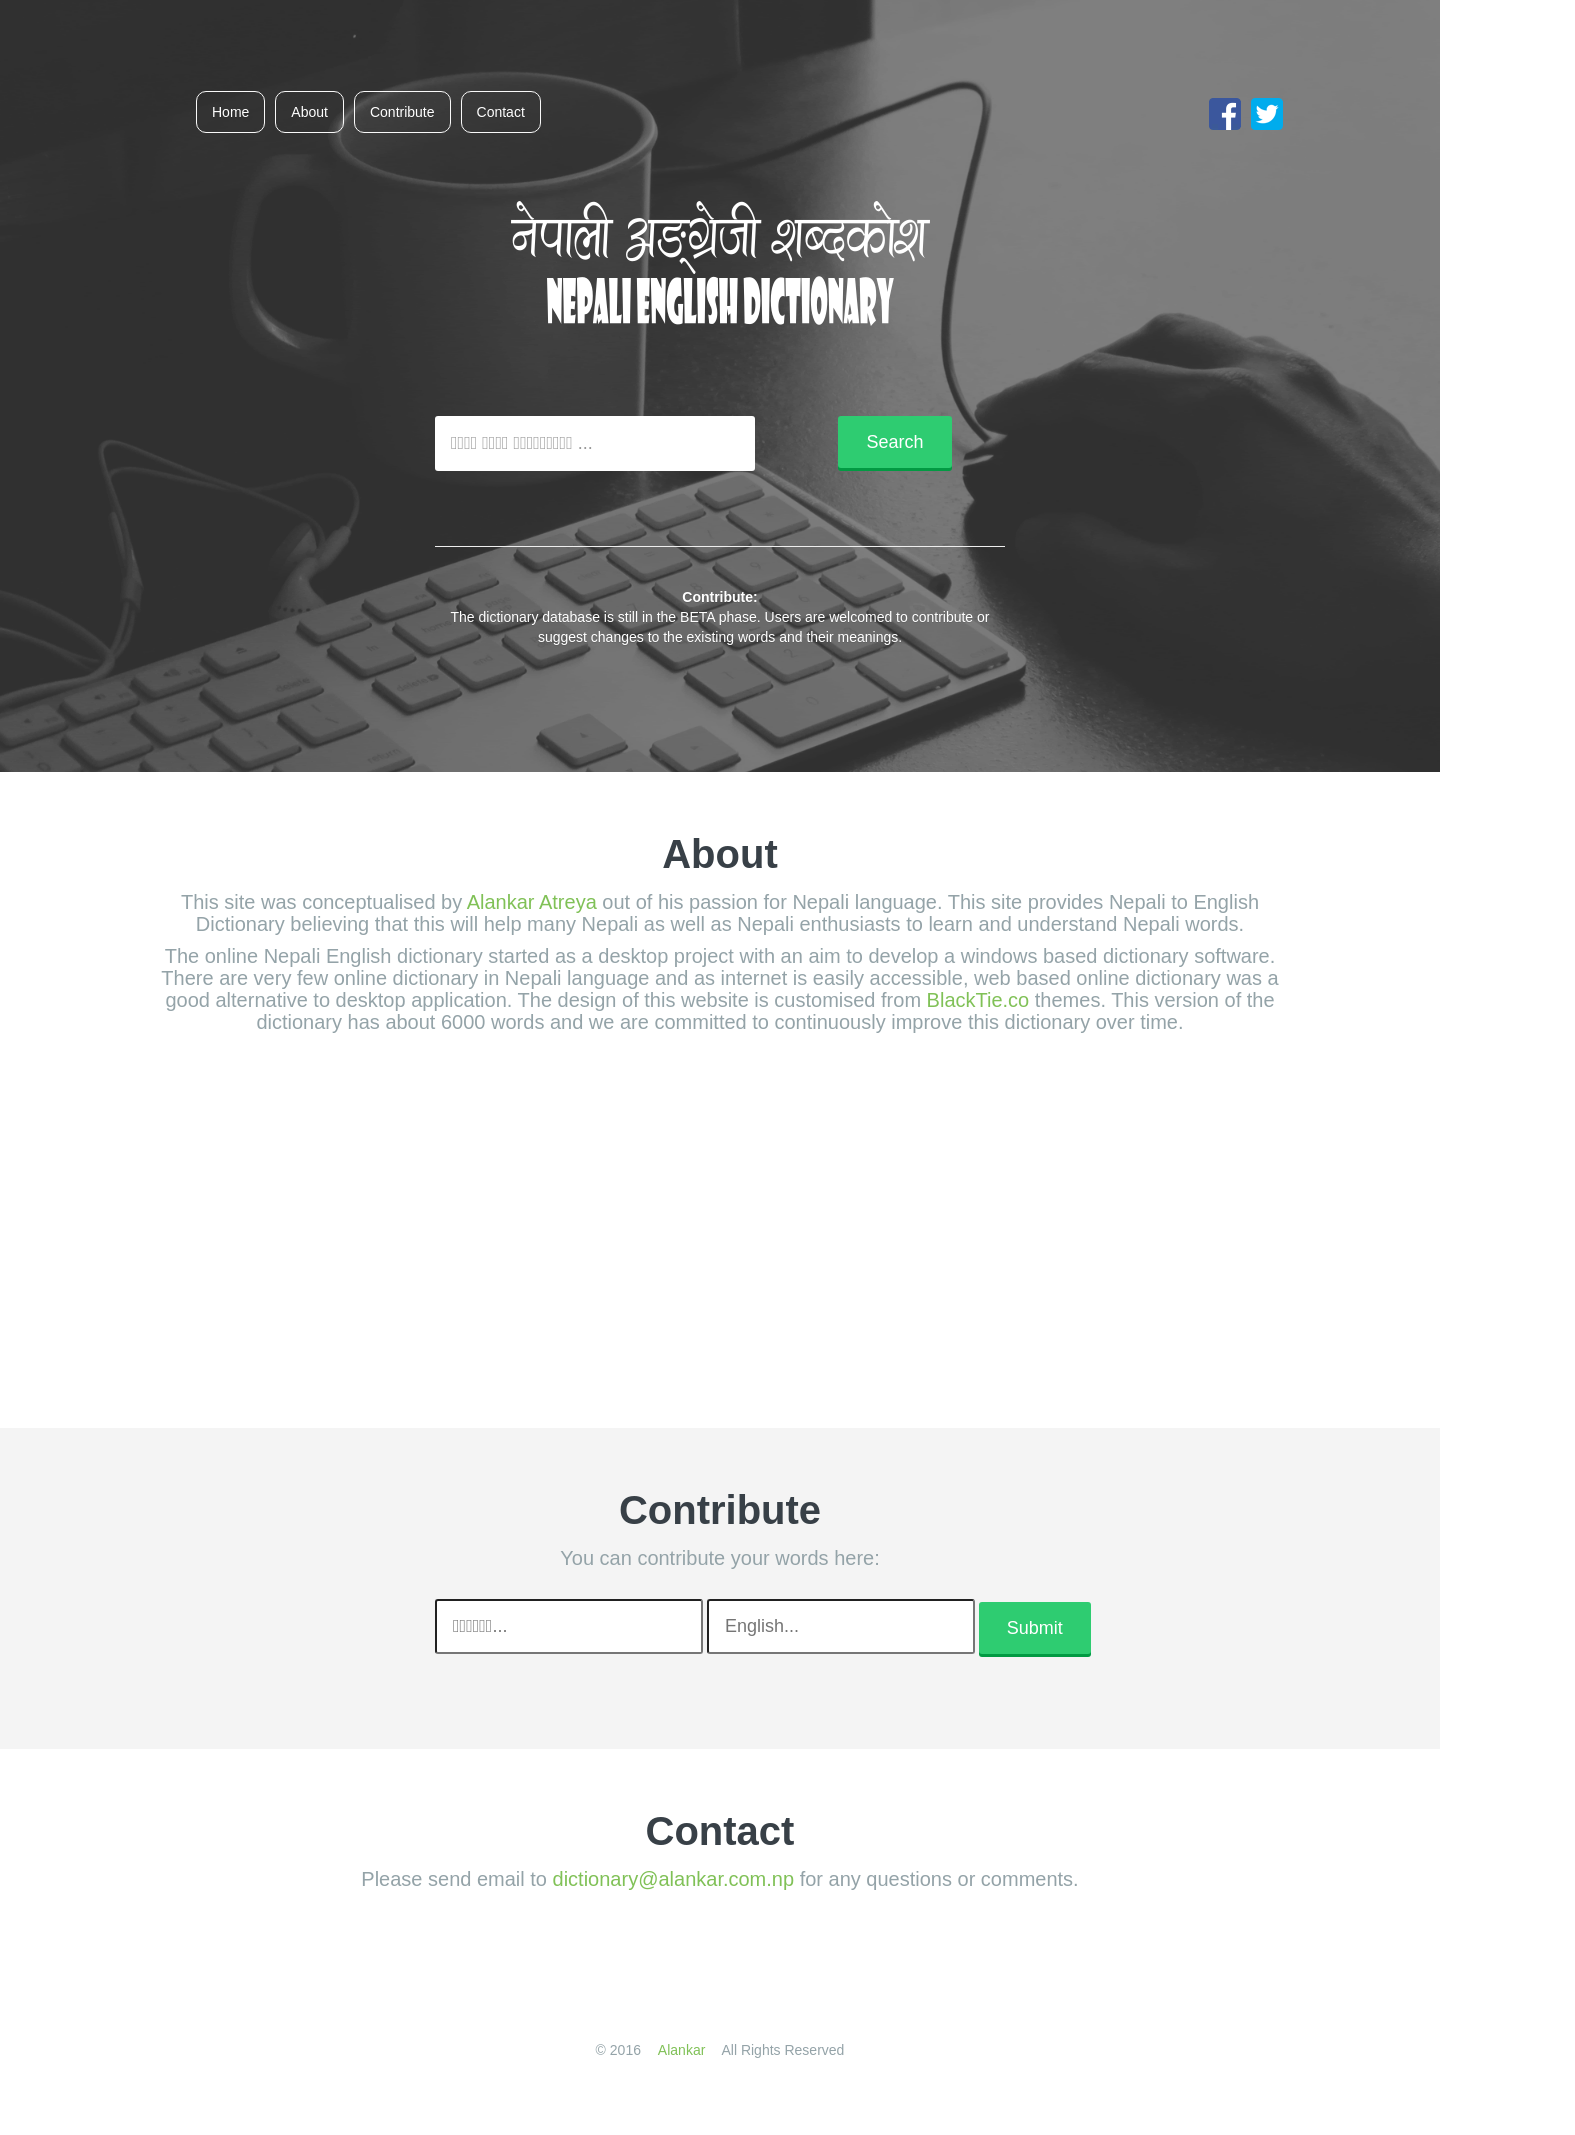 Home
About
Contribute
Contact
नेपाली अङ्ग्रेजी शब्दकोश
NEPALI ENGLISH DICTIONARY
...
Search
Contribute:
The dictionary database is still in the BETA phase. Users are welcomed to contribute or
suggest changes to the existing words and their meanings.
About
This site was conceptualised by Alankar Atreya out of his passion for Nepali language. This site provides Nepali to English
Dictionary believing that this will help many Nepali as well as Nepali enthusiasts to learn and understand Nepali words.
The online Nepali English dictionary started as a desktop project with an aim to develop a windows based dictionary software.
There are very few online dictionary in Nepali language and as internet is easily accessible, web based online dictionary was a
good alternative to desktop application. The design of this website is customised from BlackTie.co themes. This version of the
dictionary has about 6000 words and we are committed to continuously improve this dictionary over time.
Contribute
You can contribute your words here:
...
English...
Submit
Contact
Please send email to dictionary@alankar.com.np for any questions or comments.
© 2016 Alankar All Rights Reserved